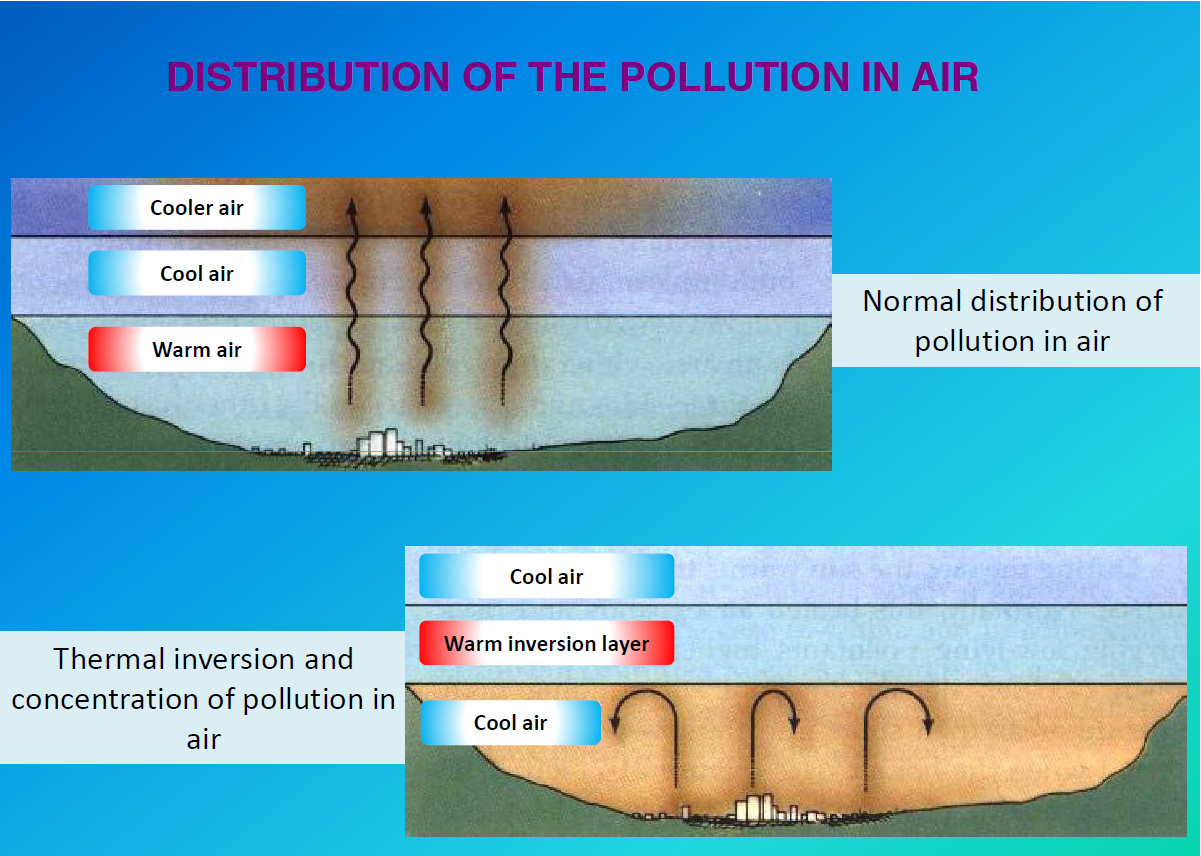 DISTRIBUTION OF THE POLLUTION IN AIR
Cooler air
Cool air
Warm air
Normal distribution of
pollution in air
Cool air
Warm inversion layer
Cool air
Thermal inversion and
concentration of pollution in
air